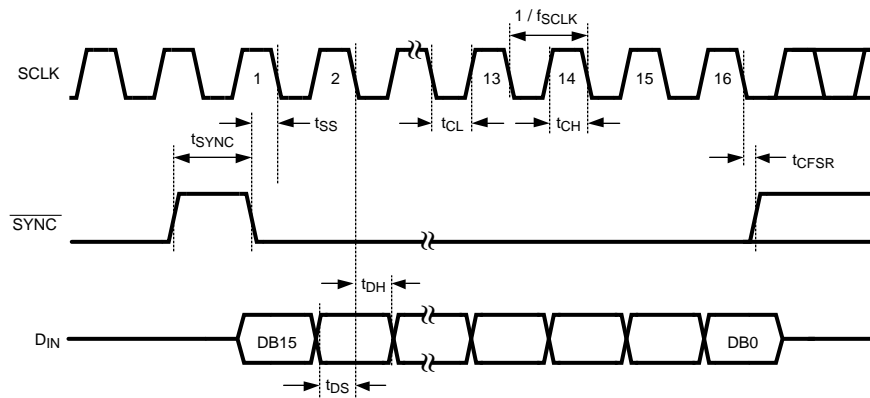 1 / fSCLK
SCLK
1 2 13 14 15 16
tSS tCL tCH
tSYNC
tCFSR
SYNC
tDH
DIN
DB15 DB0
tDS